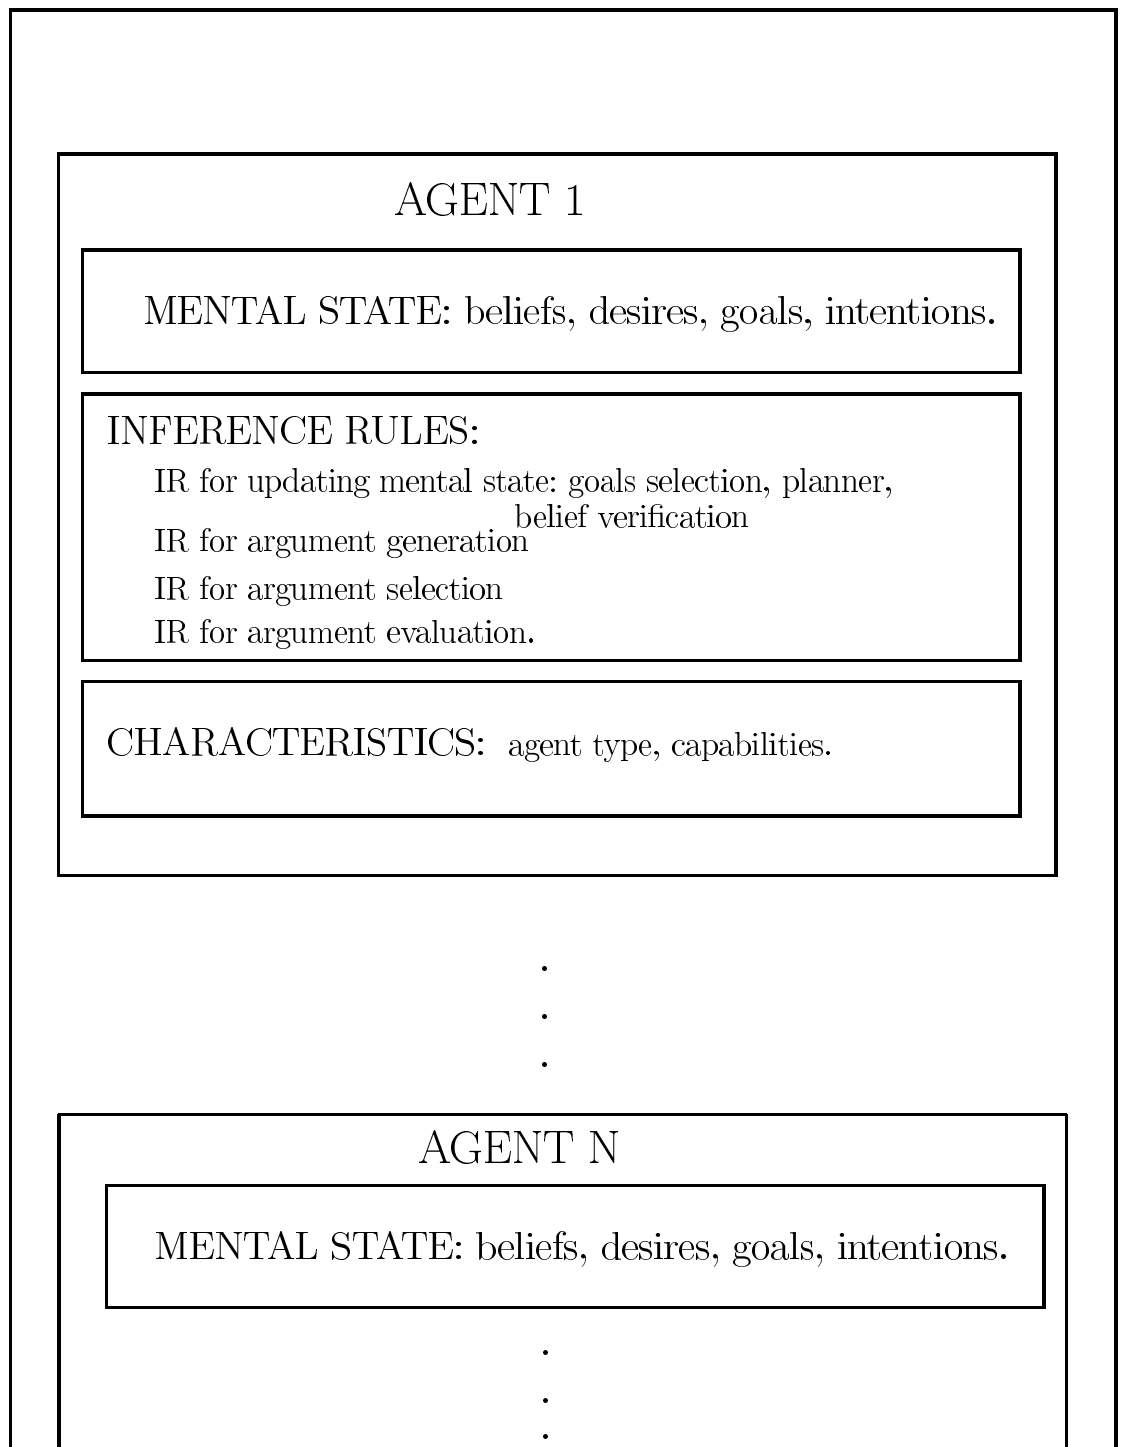 AGENT 1
MENTAL STATE: beliefs, desires, goals, intentions.
INFERENCE RULES:
IR for updating mental state: goals selection, planner,
belief verification
IR for argument generation
IR for argument selection
IR for argument evaluation.
CHARACTERISTICS: agent type, capabilities.
.
.
.
AGENT N
MENTAL STATE: beliefs, desires, goals, intentions.
.
.
.